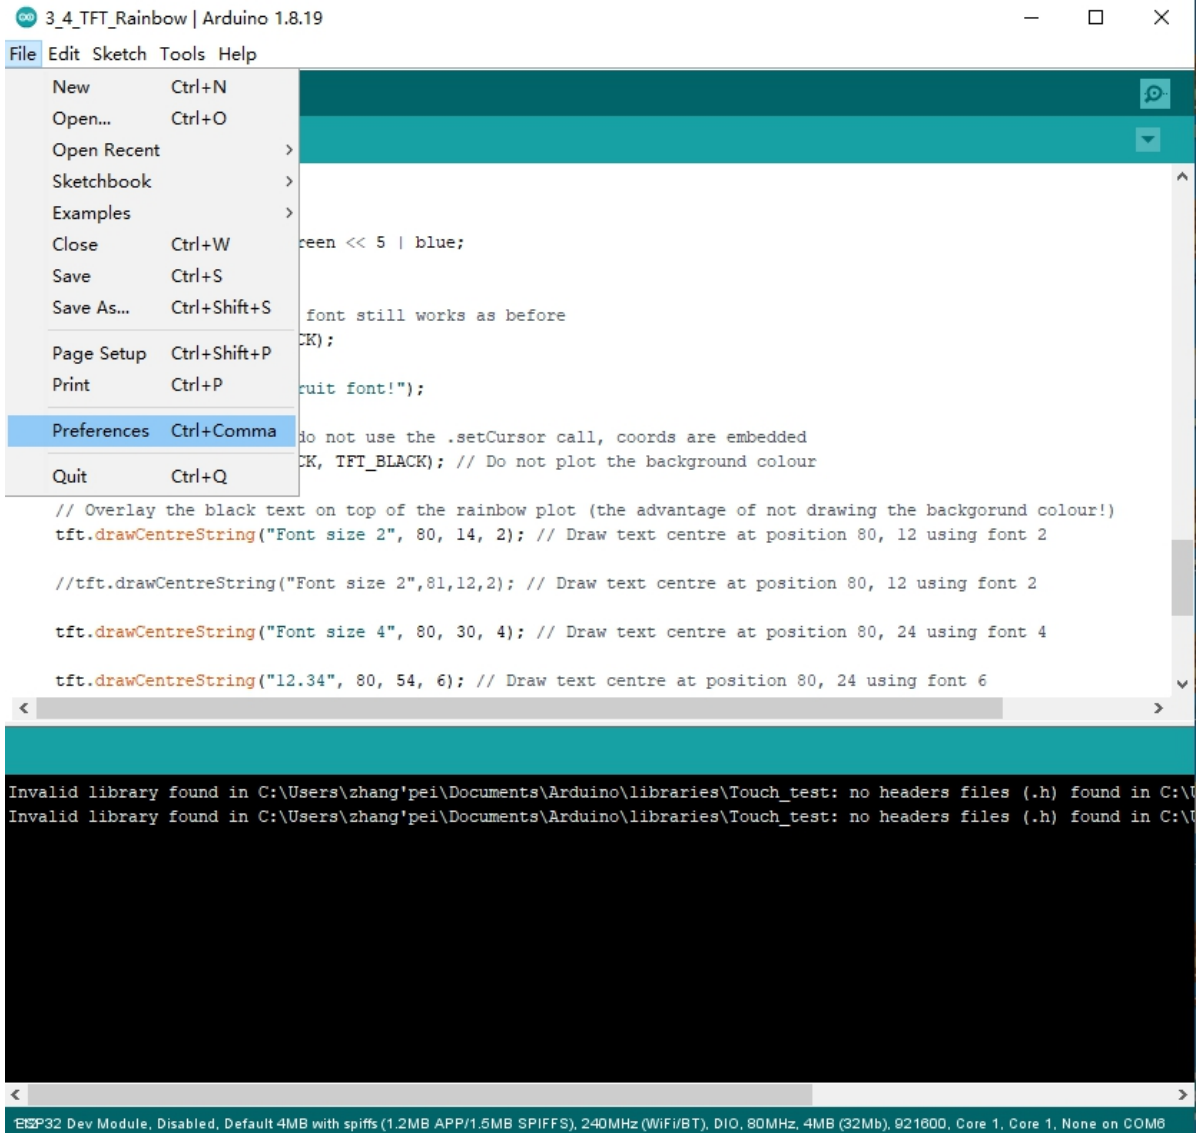 3_4_TFT_Rainbow | Arduino 1.8.19
File Edit Sketch Tools Help
New Ctrl+N
Open... Ctrl+O
Open Recent
Sketchbook
Examples
Close Ctrl+W
Save Ctrl+S
Save As... Ctrl+Shift+S
Page Setup Ctrl+Shift+P
Print Ctrl+P
Preferences Ctrl+Comma
Quit Ctrl+Q
reen << 5 | blue;
font still works as before
CK);
ruit font!");
do not use the .setCursor call, coords are embedded
CK, TFT_BLACK); // Do not plot the background colour
// Overlay the black text on top of the rainbow plot (the advantage of not drawing the backgorund colour!)
tft.drawCentreString("Font size 2", 80, 14, 2); // Draw text centre at position 80, 12 using font 2
//tft.drawCentreString("Font size 2",81,12,2); // Draw text centre at position 80, 12 using font 2
tft.drawCentreString("Font size 4", 80, 30, 4); // Draw text centre at position 80, 24 using font 4
tft.drawCentreString("12.34", 80, 54, 6); // Draw text centre at position 80, 24 using font 6
Invalid library found in C:\Users\zhang'pei\Documents\Arduino\libraries\Touch_test: no headers files (.h) found in C:\U
Invalid library found in C:\Users\zhang'pei\Documents\Arduino\libraries\Touch_test: no headers files (.h) found in C:\U
ESP32 Dev Module, Disabled, Default 4MB with spiffs (1.2MB APP/1.5MB SPIFFS), 240MHz (WiFi/BT), DIO, 80MHz, 4MB (32Mb), 921600, Core 1, Core 1, None on COM6